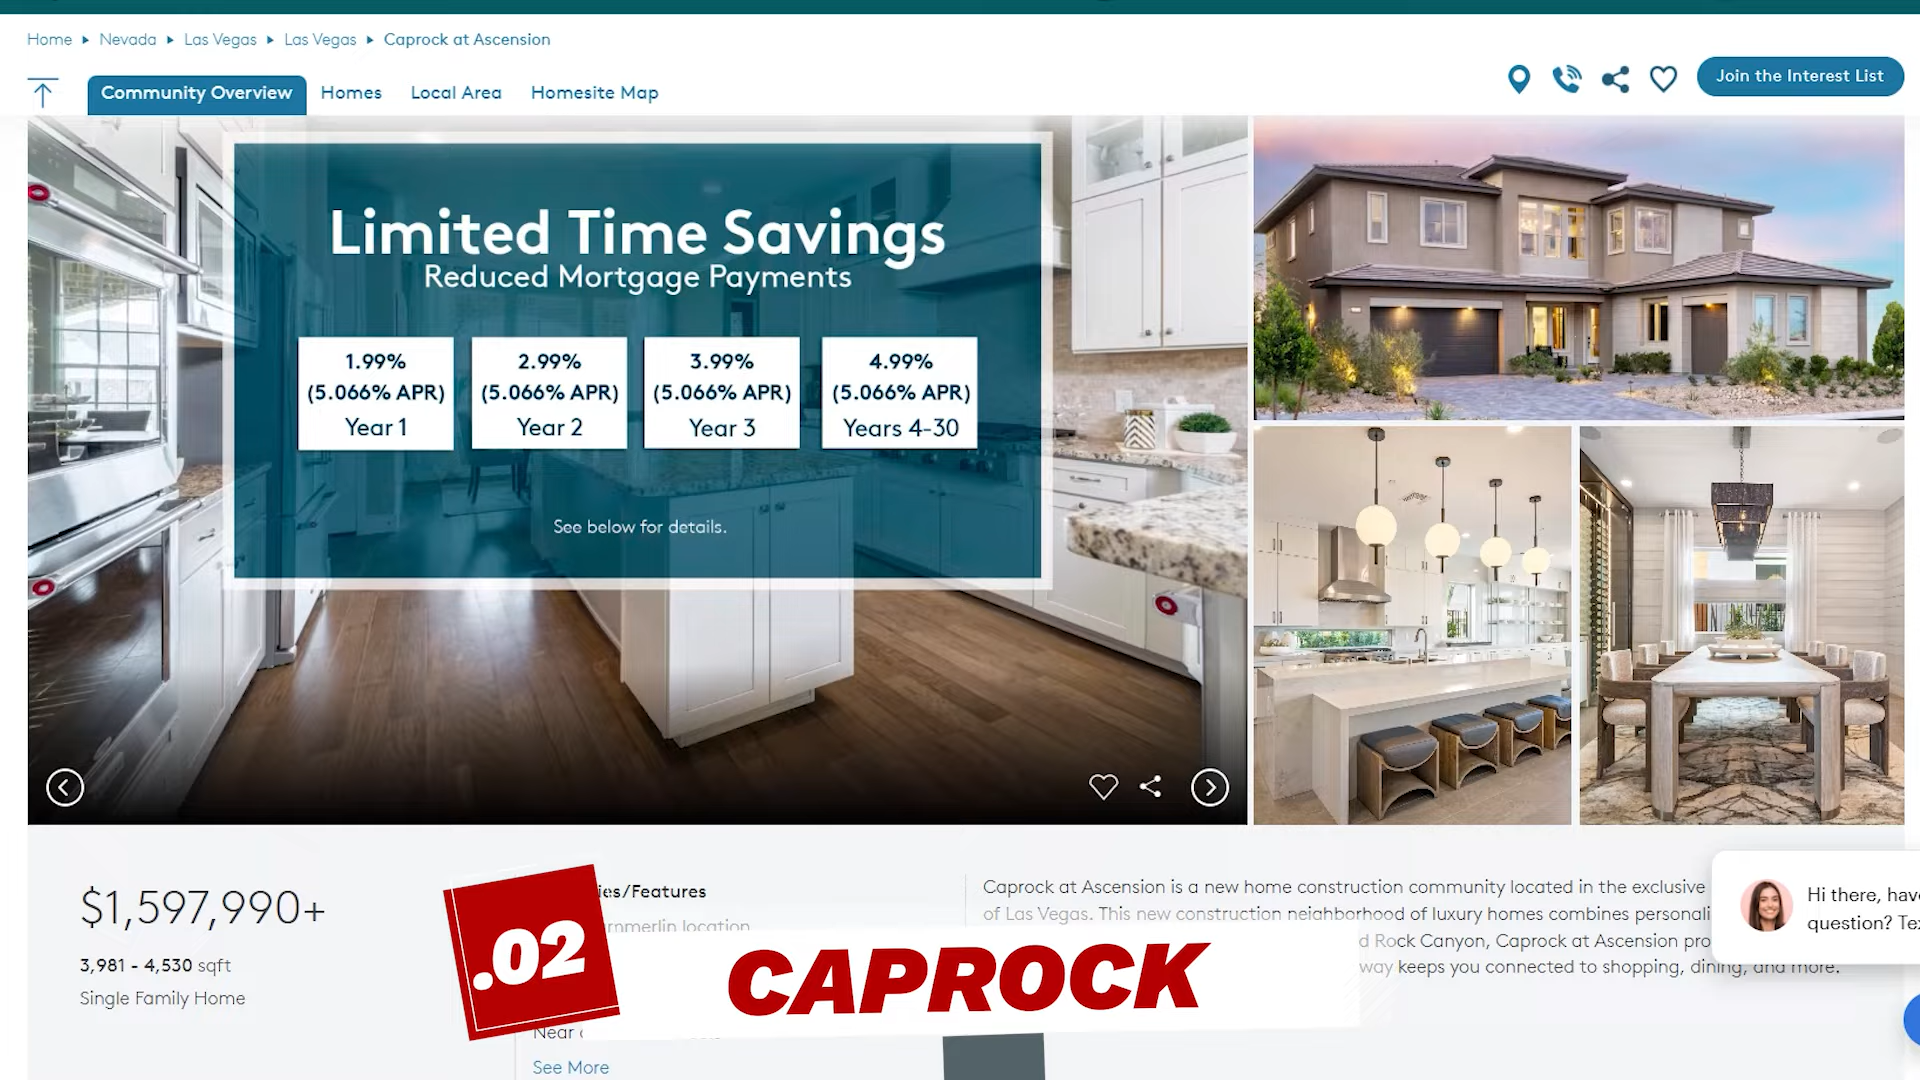 Home Nevada Las Vegas Las Vegas Caprock at Ascension
Community Overview Homes Local Area Homesite Map
Join the Interest List
Limited Time Savings
Reduced Mortgage Payments
1.99%
(5.066% APR)
Year 1
2.99%
(5.066% APR)
Year 2
3.99%
(5.066% APR)
Year 3
4.99%
(5.066% APR)
Years 4-30
See below for details.
$1,597,990+
3,981 - 4,530 sqft
Single Family Home
ies/Features
location
Near
See More
.02
CAPROCK
Caprock at Ascension is a new home construction community located in the exclusive
of Las Vegas. This new construction neighborhood of luxury homes combines
Rock Canyon, Caprock at Ascension
way keeps you connected to shopping, dining, and more.
Hi there, have
question?